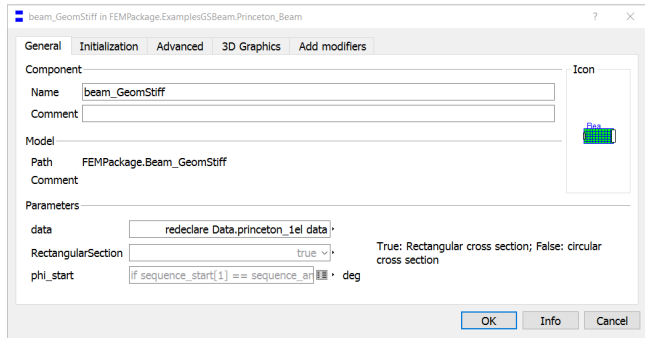 beam_GeomStiff in FEMPackage.ExamplesGSBeam.Princeton_Beam ? ×
General Initialization Advanced 3D Graphics Add modifiers
Component Icon
Name beam_GeomStiff
Comment
Bea
Model
Path FEMPackage.Beam_GeomStiff
Comment
Parameters
data redeclare Data.princeton_1el data
RectangularSection true True: Rectangular cross section; False: circular
cross section
phi_start if sequence_start[1] == sequence_an deg
OK Info Cancel